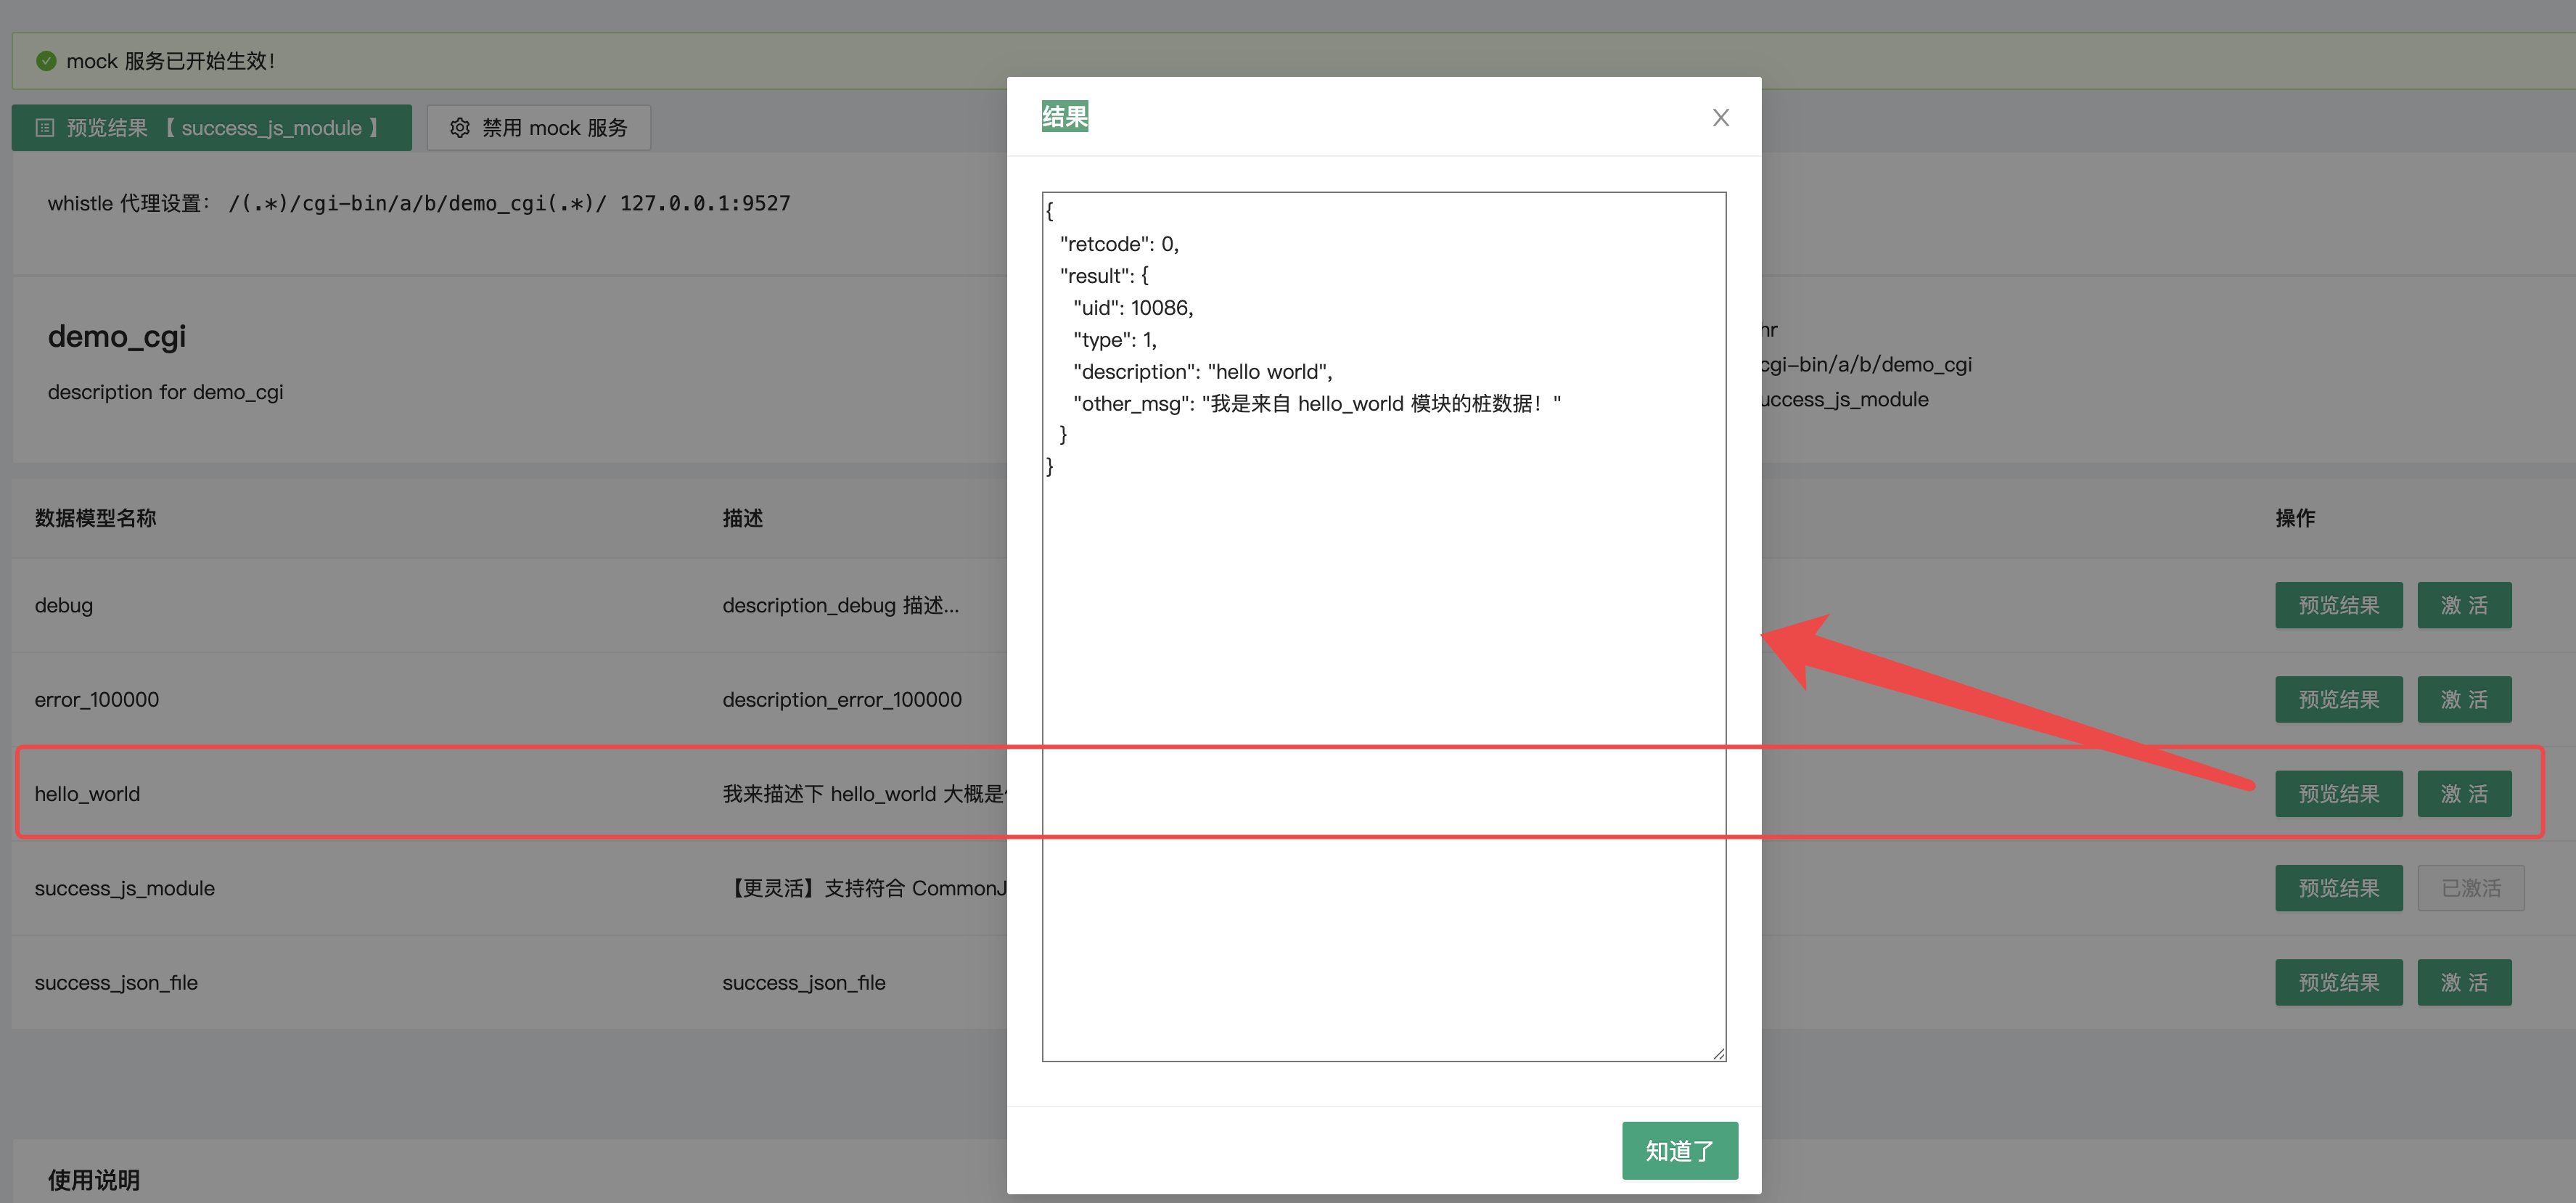 mock 服务已开始生效！
预览结果 【 success_js_module 】
禁用 mock 服务
whistle 代理设置： /(.*)/cgi-bin/a/b/demo_cgi(.*)/ 127.0.0.1:9527
demo_cgi
description for demo_cgi
cgi-bin/a/b/demo_cgi
数据模型名称 描述 操作
debug description_debug 描述... 预览结果 激 活
error_100000 description_error_100000 预览结果 激 活
hello_world 我来描述下 hello_world 大概是 预览结果 激 活
success_js_module 【更灵活】支持符合 CommonJ 预览结果 已激活
success_json_file success_json_file 预览结果 激 活
使用说明
结果
{
"retcode": 0,
"result": {
"uid": 10086,
"type": 1,
"description": "hello world",
"other_msg": "我是来自 hello_world 模块的桩数据！"
}
}
知道了